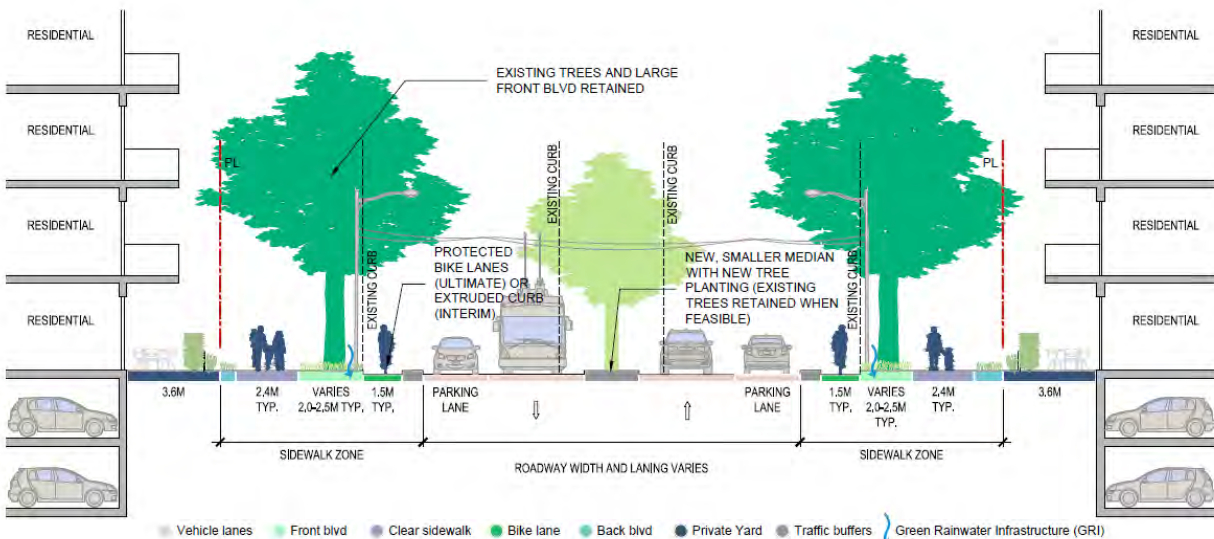 RESIDENTIAL
RESIDENTIAL
RESIDENTIAL
RESIDENTIAL
RESIDENTIAL
RESIDENTIAL
RESIDENTIAL
RESIDENTIAL
EXISTING TREES AND LARGE
FRONT BLVD RETAINED
PL
PL
EXISTING CURB
EXISTING CURB
EXISTING CURB
EXISTING CURB
PROTECTED
BIKE LANES
(ULTIMATE) OR
EXTRUDED CURB
(INTERIM)
NEW, SMALLER MEDIAN
WITH NEW TREE
PLANTING (EXISTING
TREES RETAINED WHEN
FEASIBLE)
3.6M
2.4M
TYP.
VARIES
2.0-2.5M TYP.
1.5M
TYP.
PARKING
LANE
PARKING
LANE
1.5M
TYP.
VARIES
2.0-2.5M
TYP.
2.4M
TYP.
3.6M
SIDEWALK ZONE
ROADWAY WIDTH AND LANING VARIES
SIDEWALK ZONE
Vehicle lanes
Front blvd
Clear sidewalk
Bike lane
Back blvd
Private Yard
Traffic buffers
Green Rainwater Infrastructure (GRI)